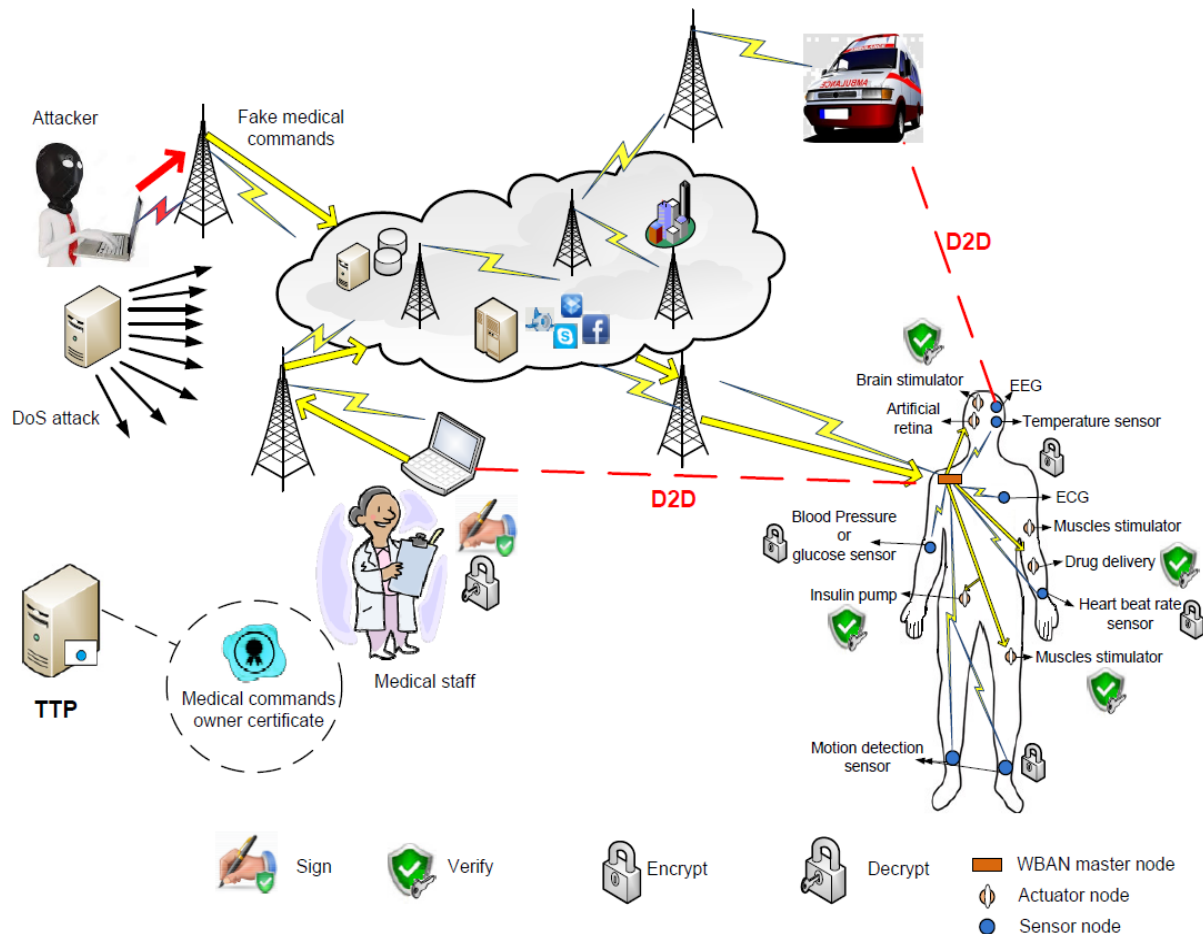 Attacker
Fake medical
commands
AMBULANCE
D2D
DoS attack
Brain stimulator
EEG
Artificial
retina
Temperature sensor
D2D
ECG
Blood Pressure
or
glucose sensor
Muscles stimulator
Drug delivery
Insulin pump
Heart beat rate
sensor
Muscles stimulator
TTP
Medical commands
owner certificate
Medical staff
Motion detection
sensor
Sign
Verify
Encrypt
Decrypt
WBAN master node
Actuator node
Sensor node